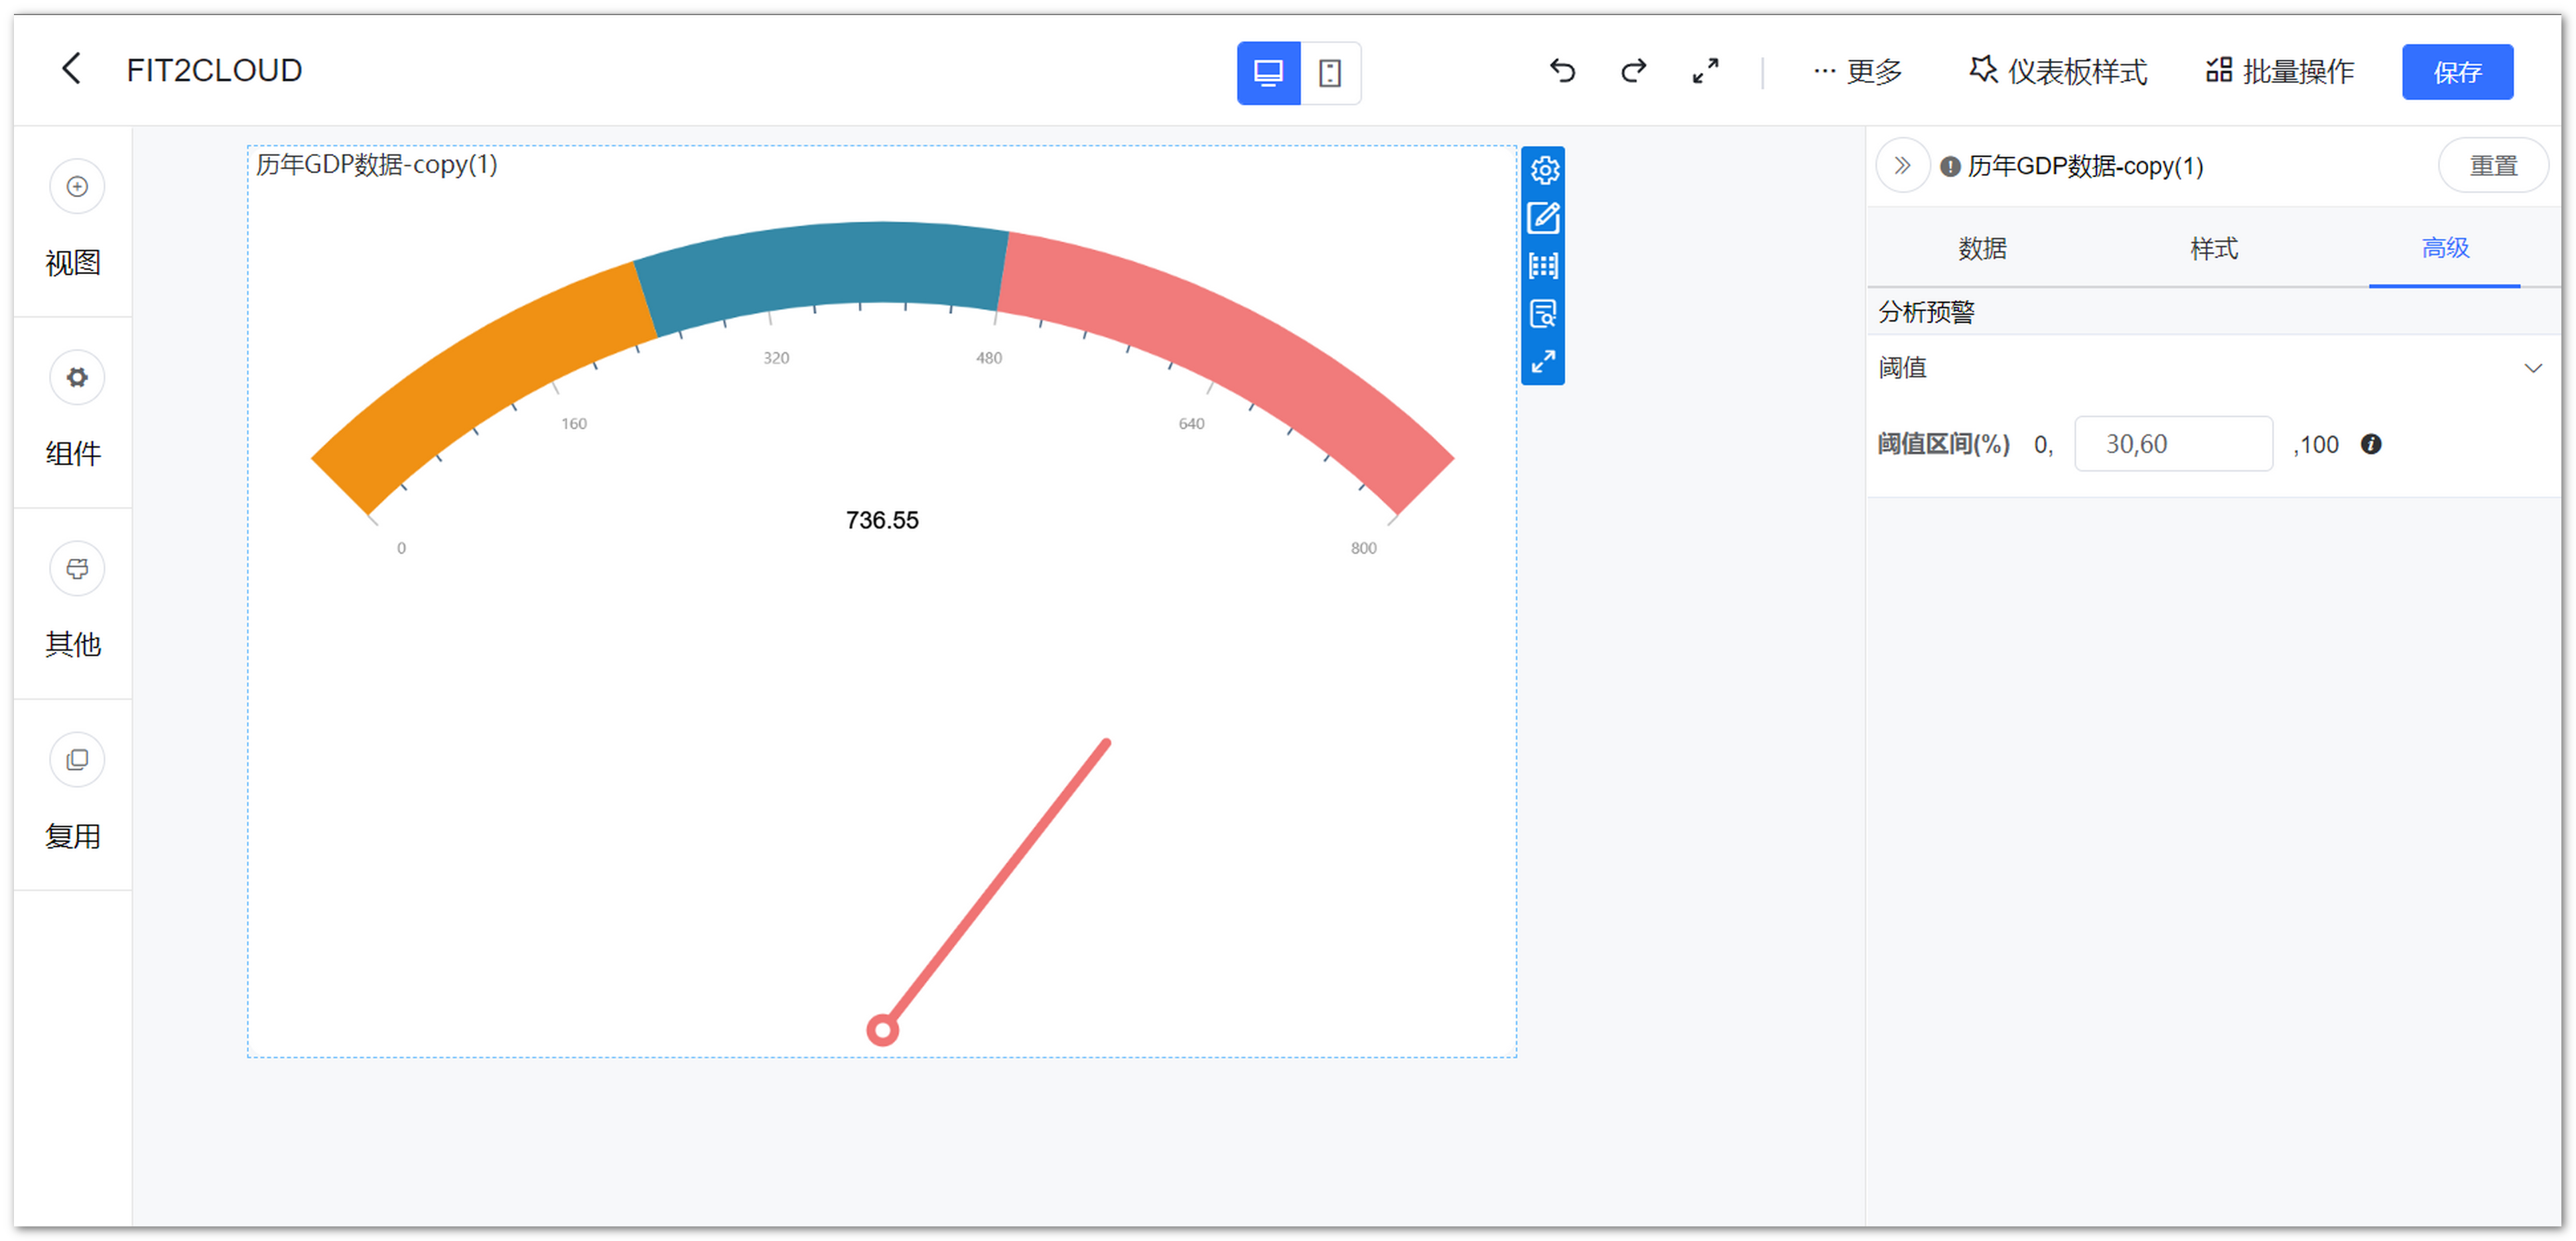 FIT2CLOUD
··· 更多
仪表板样式
批量操作
保存
视图
组件
其他
复用
历年GDP数据-copy(1)
0
160
320
480
640
800
736.55
历年GDP数据-copy(1)
重置
数据
样式
高级
分析预警
阈值
阈值区间(%) 0, 30,60 ,100